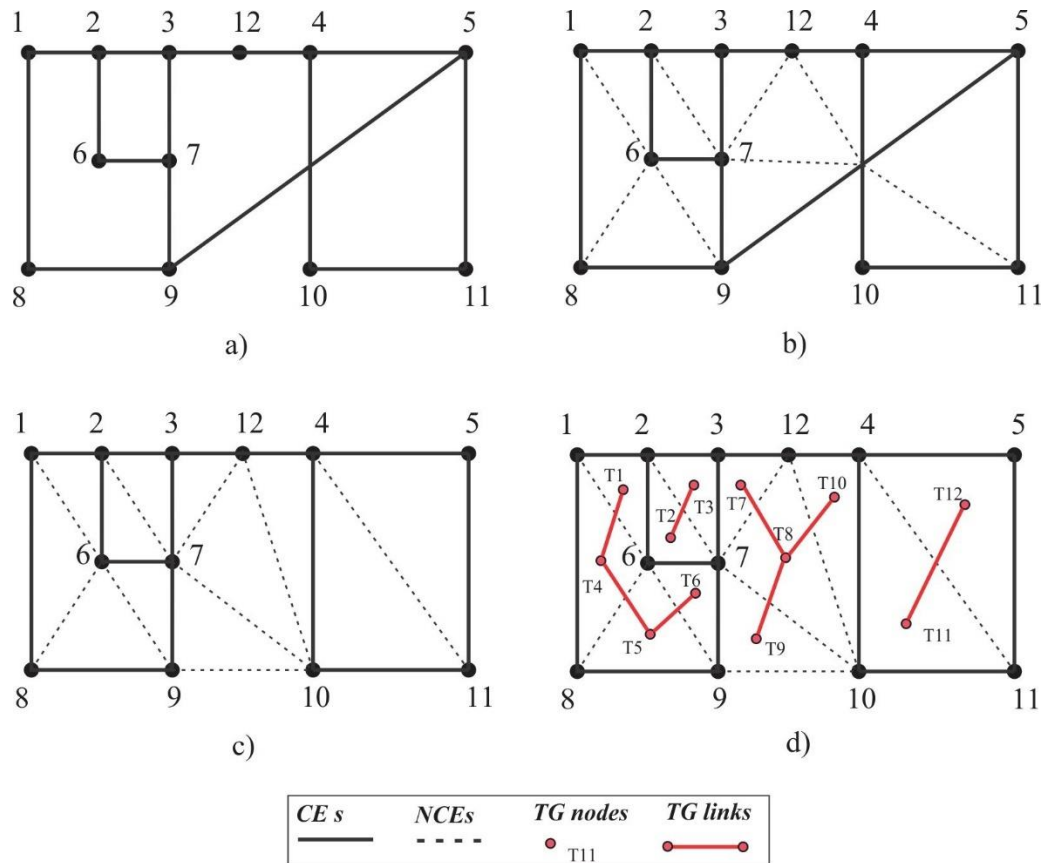 1 2 3 12 4 5
6 7
8 9 10 11
a)
1 2 3 12 4 5
6 7
8 9 10 11
b)
1 2 3 12 4 5
6 7
8 9 10 11
c)
1 2 3 12 4 5
T1 T3 T7 T10 T12
T2 T8
6 7
T4 T6
T5 T9 T11
8 9 10 11
d)
CE s NCEs TG nodes TG links
T11